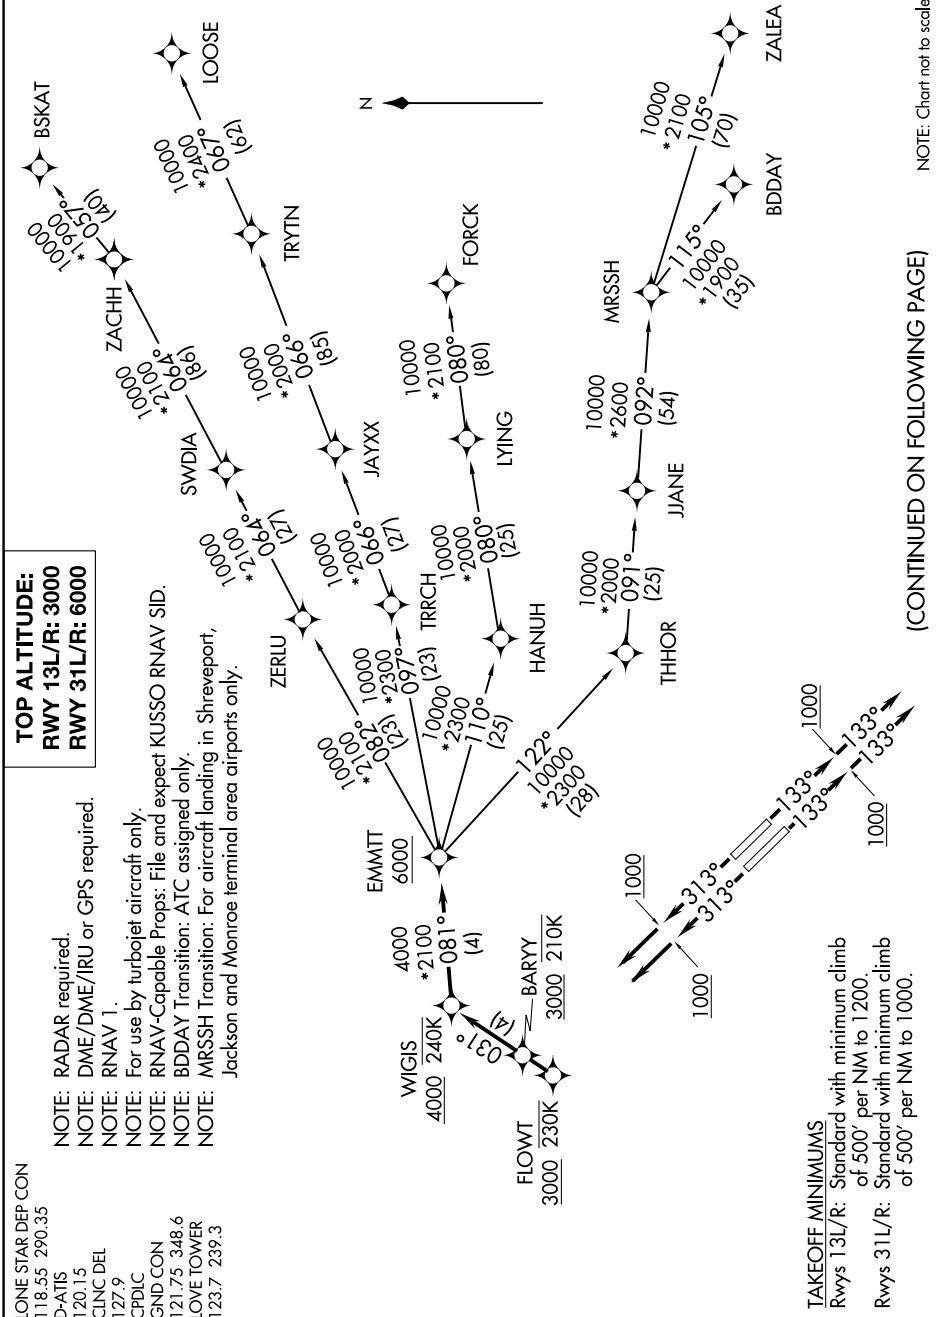 LONE STAR DEP CON
118.55 290.35
D-ATIS
120.15
CLNC DEL
127.9
CPDLC
GND CON
121.75 348.6
LOVE TOWER
123.7 239.3
NOTE: RADAR required.
NOTE: DME/DME/IRU or GPS required.
NOTE: RNAV 1.
NOTE: For use by turbojet aircraft only.
NOTE: RNAV-Capable Props: File and expect KUSSO RNAV SID.
NOTE: BDDAY Transition: ATC assigned only.
NOTE: MRSSH Transition: For aircraft landing in Shreveport,
Jackson and Monroe terminal area airports only.
TOP ALTITUDE:
RWY 13L/R: 3000
RWY 31L/R: 6000
BSKAT
10000
*1900
057°
(40)
ZACHH
10000
*2100
064°
(86)
SWDIA
10000
*2100
064°
(27)
ZERLU
10000
*2100
082°
(23)
LOOSE
10000
*2400
067°
(62)
TRYTN
10000
*2000
066°
(85)
JAYXX
10000
*2000
066°
(27)
TRRCH
10000
*2300
097°
(23)
N
FORCK
10000
*2100
080°
(80)
LYING
10000
*2000
080°
(25)
HANUH
10000
*2300
110°
(25)
EMMTT
6000
4000
*2100
081°
(4)
WIGIS
4000 240K
031°
(4)
BARYY
3000 210K
FLOWT
3000 230K
122°
10000
*2300
(28)
THHOR
10000
*2000
091°
(25)
JJANE
10000
*2600
092°
(54)
MRSSH
115°
10000
*1900
(35)
BDDAY
10000
*2100
105°
(70)
ZALEA
1000
313°
313°
1000
133°
133°
1000
133°
133°
1000
TAKEOFF MINIMUMS
Rwys 13L/R: Standard with minimum climb
of 500' per NM to 1200.
Rwys 31L/R: Standard with minimum climb
of 500' per NM to 1000.
(CONTINUED ON FOLLOWING PAGE)
NOTE: Chart not to scale